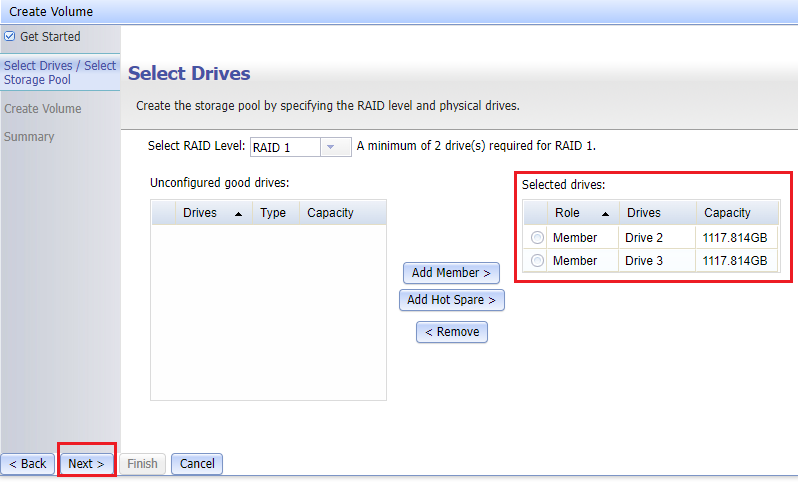 Create Volume
Get Started
Select Drives / Select
Storage Pool
Create Volume
Summary
Select Drives
Create the storage pool by specifying the RAID level and physical drives.
Select RAID Level: RAID 1 A minimum of 2 drive(s) required for RAID 1.
Unconfigured good drives:
Drives Type Capacity
Add Member >
Add Hot Spare >
< Remove
Selected drives:
Role Drives Capacity
Member Drive 2 1117.814GB
Member Drive 3 1117.814GB
< Back Next > Finish Cancel